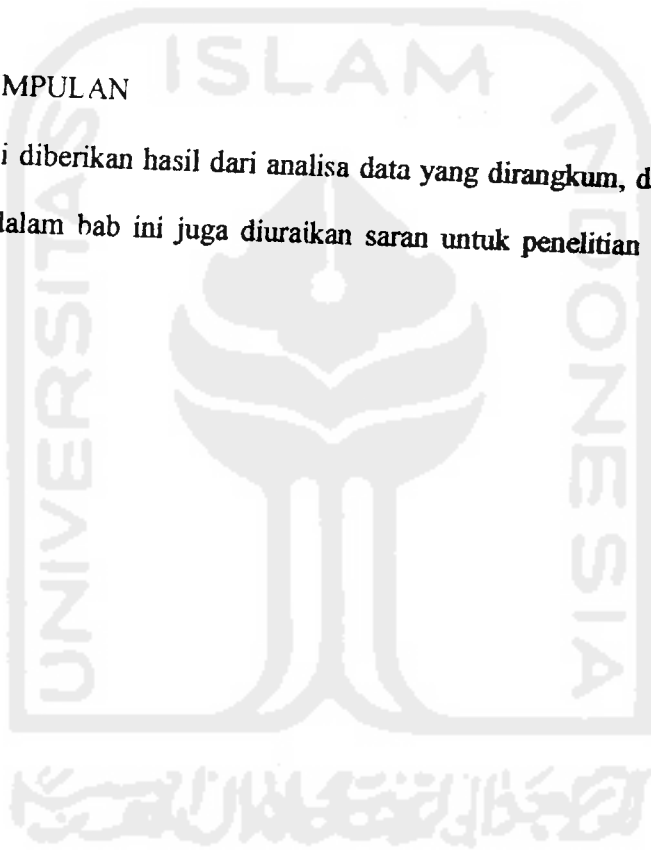 MPULAN
i diberikan hasil dari analisa data yang dirangkum, d
dalam bab ini juga diuraikan saran untuk penelitian
UNIVERSITAS
ISLAM
INDONESIA